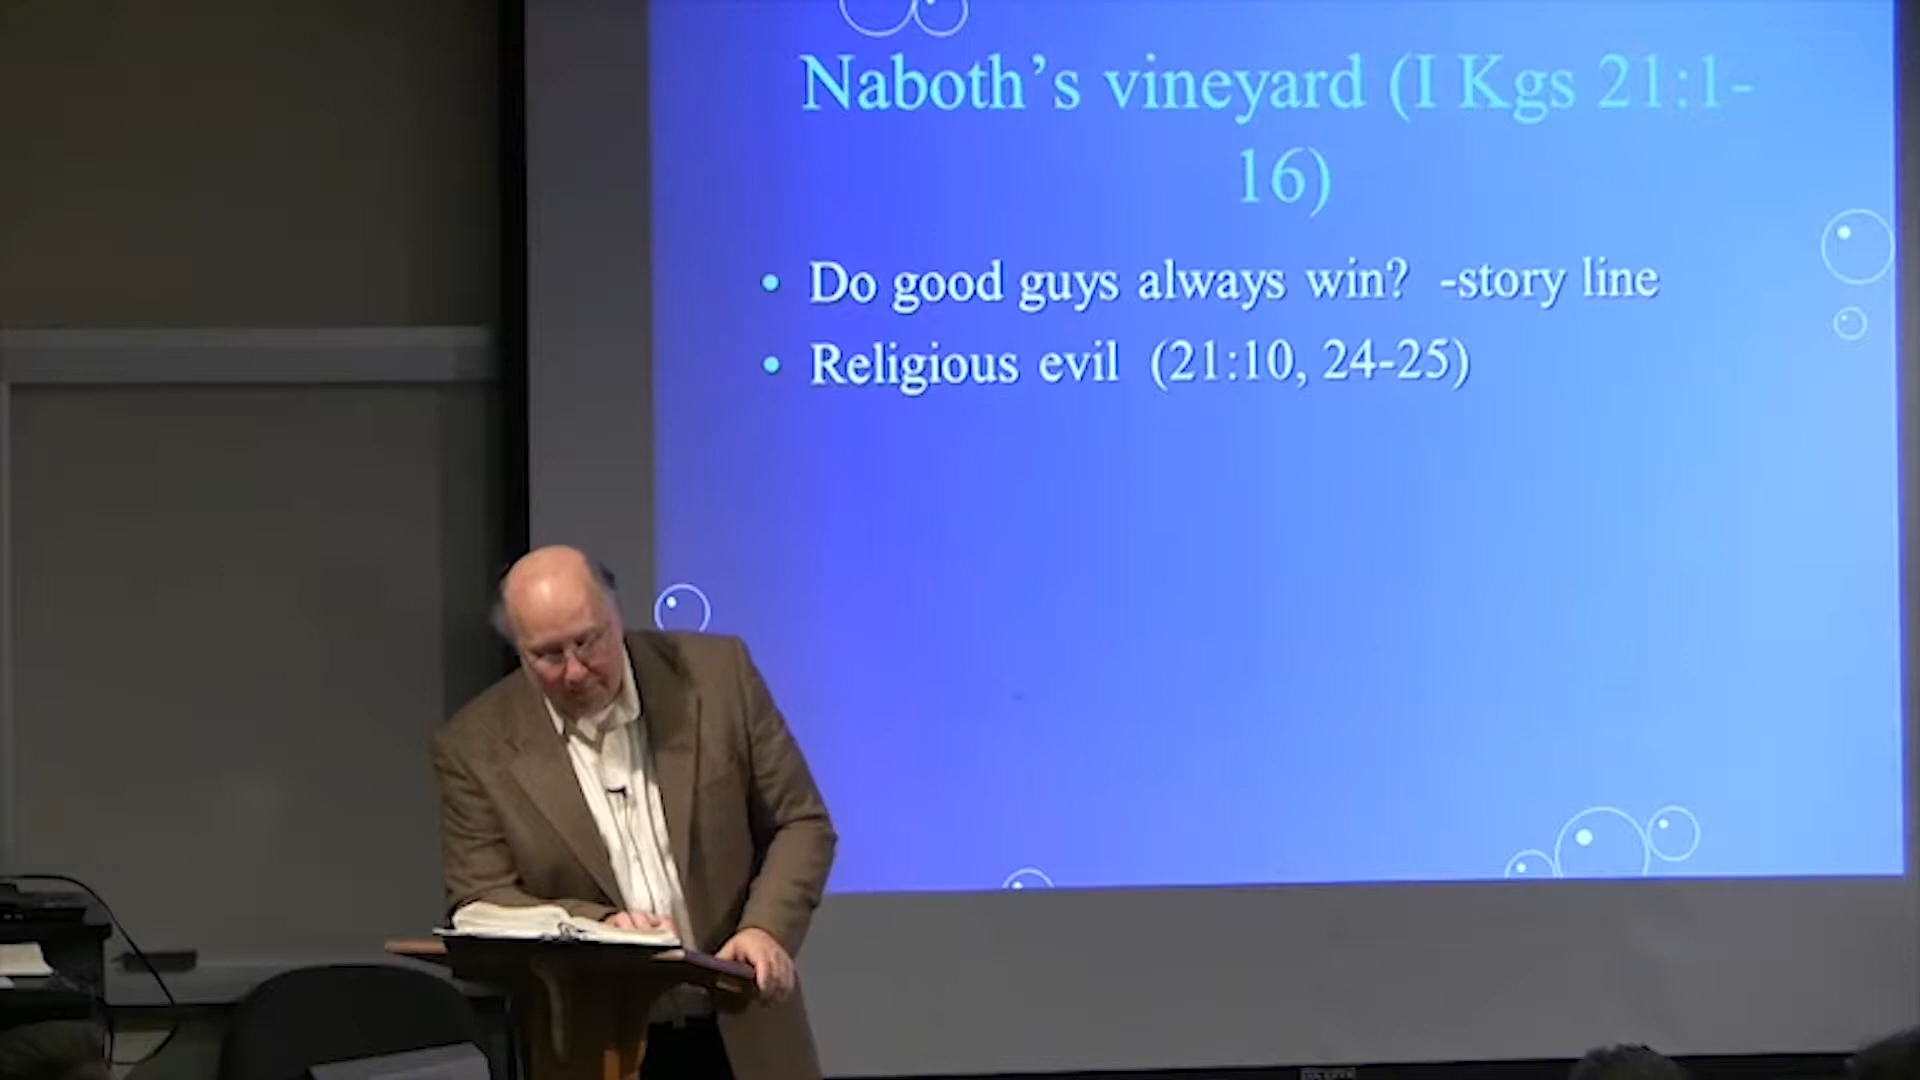 Naboth’s vineyard (I Kgs 21:1-
16)
• Do good guys always win?  -story line
• Religious evil  (21:10, 24-25)